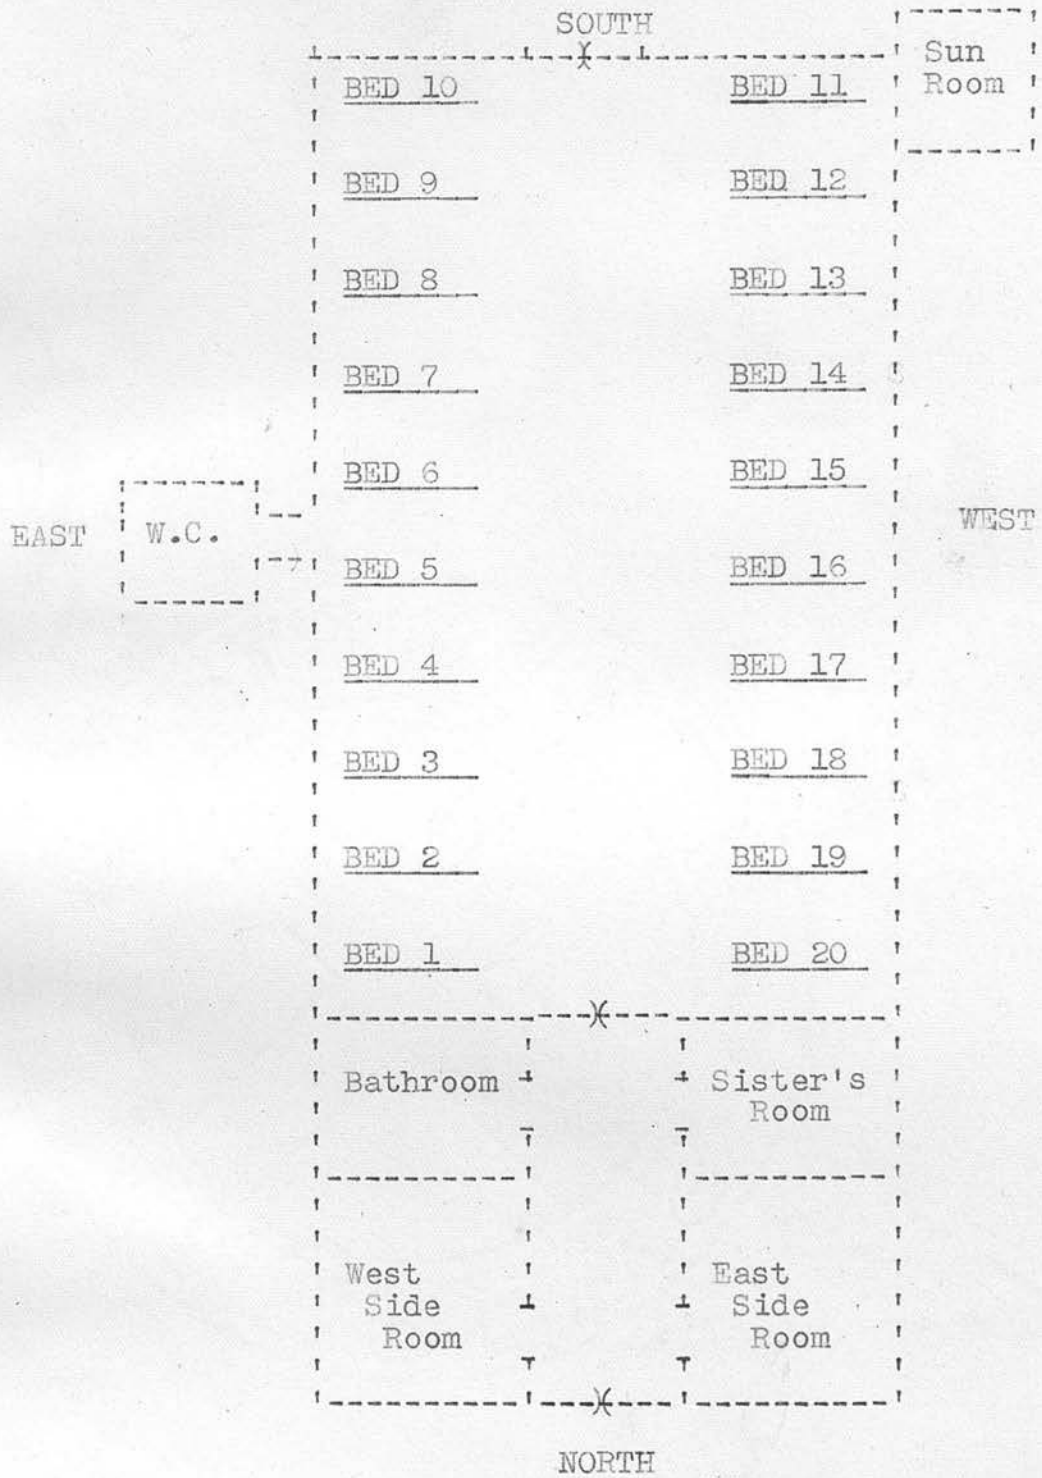 SOUTH
Sun
Room
BED 10
BED 11
BED 9
BED 12
BED 8
BED 13
BED 7
BED 14
BED 6
BED 15
EAST
W.C.
WEST
BED 5
BED 16
BED 4
BED 17
BED 3
BED 18
BED 2
BED 19
BED 1
BED 20
Bathroom
Sister's
Room
West
Side
Room
East
Side
Room
NORTH